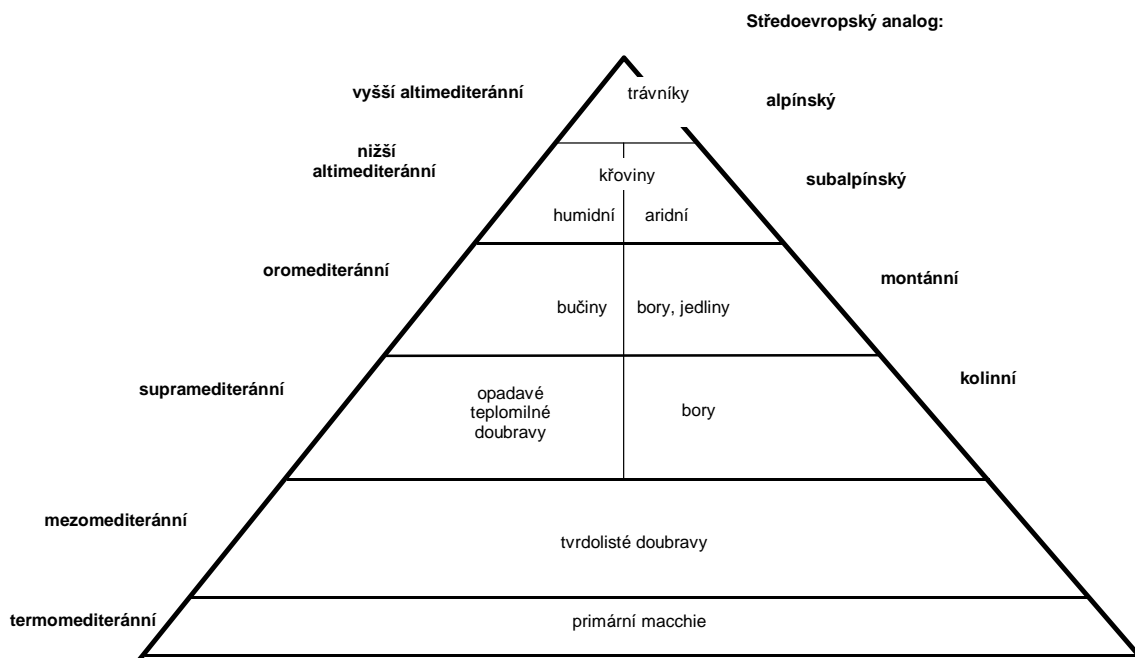 Středoevropský analog:
vyšší altimediteránní
trávníky
alpínský
nižší
altimediteránní
křoviny
subalpínský
humidní
aridní
oromediteránní
montánní
bučiny
bory, jedliny
supramediteránní
kolinní
opadavé
teplomilné
doubravy
bory
mezomediteránní
tvrdolisté doubravy
termomediteránní
primární macchie